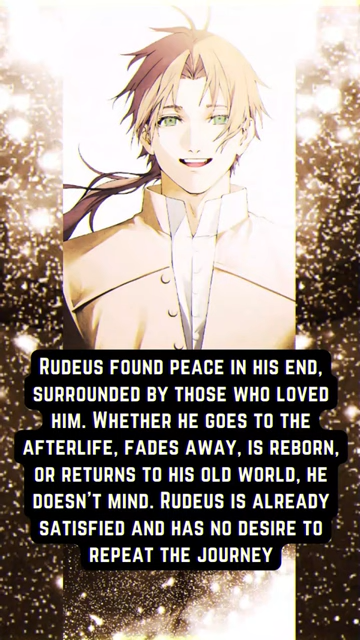 Rudeus found peace in his end,
surrounded by those who loved
him. Whether he goes to the
afterlife, fades away, is reborn,
or returns to his old world, he
doesn't mind. Rudeus is already
satisfied and has no desire to
repeat the journey